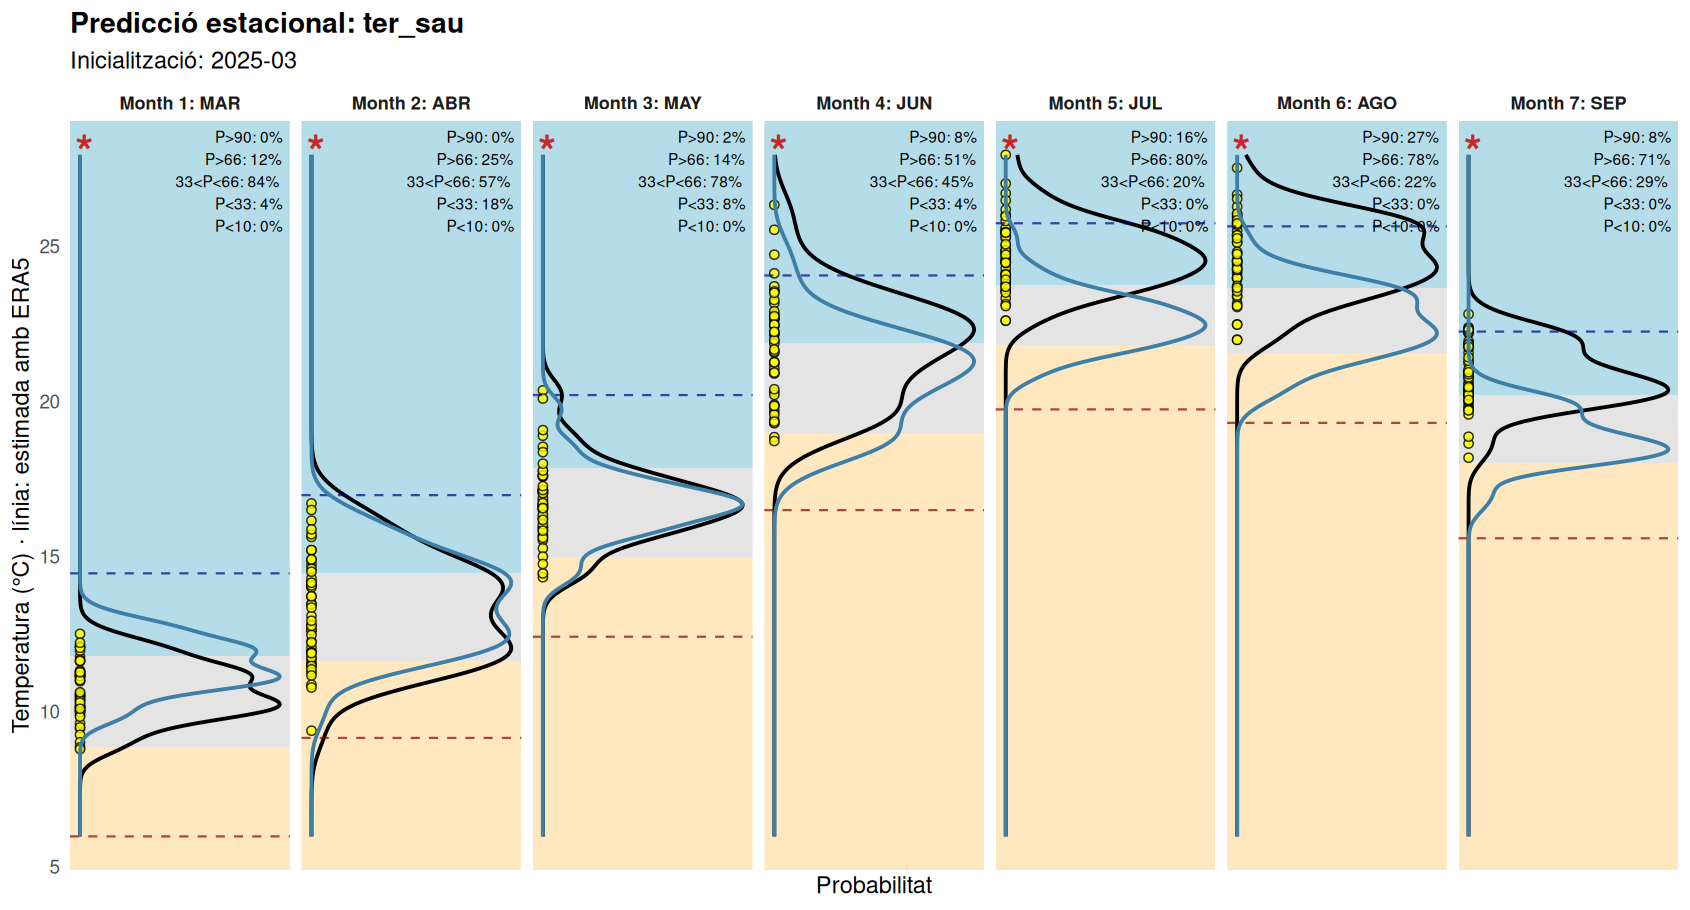 Predicció estacional: ter_sau
Inicialització: 2025-03
Month 1: MAR
Month 2: ABR
Month 3: MAY
Month 4: JUN
Month 5: JUL
Month 6: AGO
Month 7: SEP
*
P>90: 0%
P>66: 12%
33<P<66: 84%
P<33: 4%
P<10: 0%
*
P>90: 0%
P>66: 25%
33<P<66: 57%
P<33: 18%
P<10: 0%
*
P>90: 2%
P>66: 14%
33<P<66: 78%
P<33: 8%
P<10: 0%
*
P>90: 8%
P>66: 51%
33<P<66: 45%
P<33: 4%
P<10: 0%
*
P>90: 16%
P>66: 80%
33<P<66: 20%
P<33: 0%
P<10: 0%
*
P>90: 27%
P>66: 78%
33<P<66: 22%
P<33: 0%
P<10: 0%
*
P>90: 8%
P>66: 71%
33<P<66: 29%
P<33: 0%
P<10: 0%
25
20
15
10
5
Temperatura (°C) · línia: estimada amb ERA5
Probabilitat